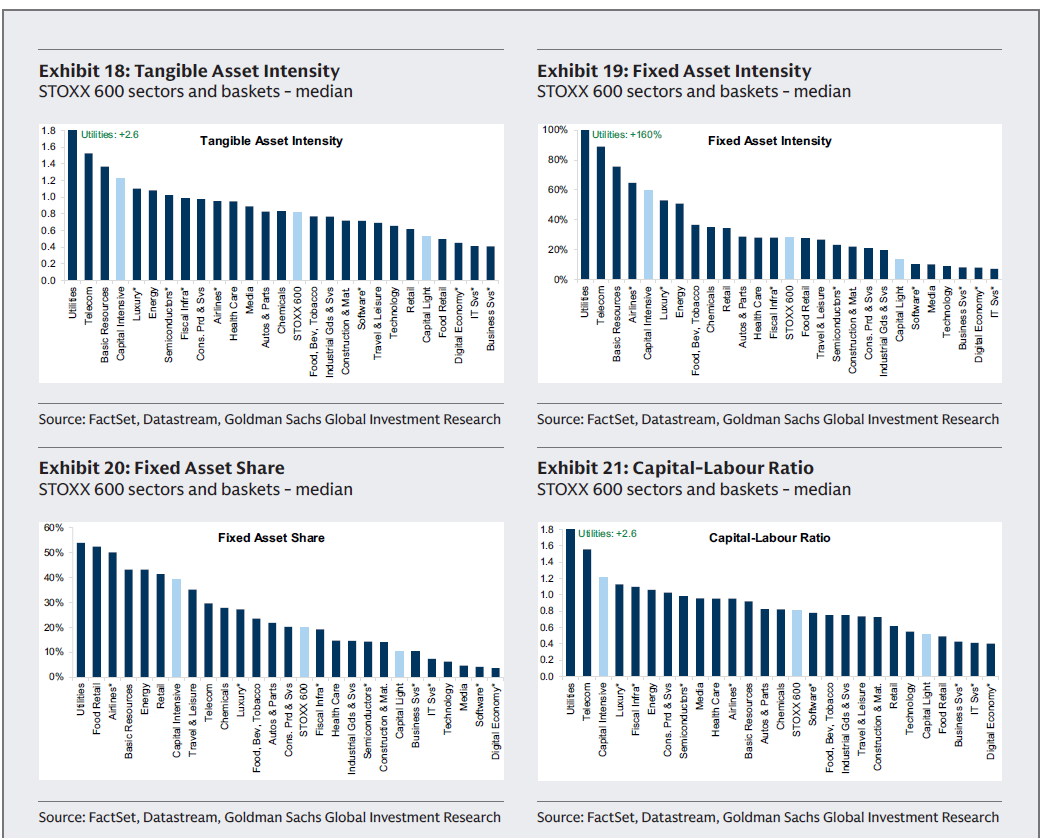 Exhibit 18: Tangible Asset Intensity
STOXX 600 sectors and baskets – median
Tangible Asset Intensity
Utilities: +2.6
1.8
1.6
1.4
1.2
1.0
0.8
0.6
0.4
0.2
0.0
Utilities
Telecom
Basic Resources
Capital Intensive
Luxury*
Energy
Semiconductors*
Fiscal Infra*
Cons. Prd & Svs
Airlines*
Health Care
Media
Autos & Parts
Chemicals
STOXX 600
Food, Bev, Tobacco
Industrial Gds & Svs
Construction & Mat.
Software*
Travel & Leisure
Technology
Retail
Capital Light
Food Retail
Digital Economy*
IT Svs*
Business Svs*
Source: FactSet, Datastream, Goldman Sachs Global Investment Research
Exhibit 19: Fixed Asset Intensity
STOXX 600 sectors and baskets – median
Fixed Asset Intensity
Utilities: +160%
100%
80%
60%
40%
20%
0%
Utilities
Telecom
Basic Resources
Airlines*
Capital Intensive
Luxury*
Energy
Food, Bev, Tobacco
Chemicals
Retail
Autos & Parts
Health Care
Fiscal Infra*
STOXX 600
Food Retail
Travel & Leisure
Semiconductors*
Construction & Mat.
Cons. Prd & Svs
Industrial Gds & Svs
Capital Light
Software*
Media
Technology
Business Svs*
Digital Economy*
IT Svs*
Source: FactSet, Datastream, Goldman Sachs Global Investment Research
Exhibit 20: Fixed Asset Share
STOXX 600 sectors and baskets – median
Fixed Asset Share
60%
50%
40%
30%
20%
10%
0%
Utilities
Food Retail
Airlines*
Basic Resources
Energy
Retail
Capital Intensive
Travel & Leisure
Telecom
Chemicals
Luxury*
Food, Bev, Tobacco
Autos & Parts
Cons. Prd & Svs
STOXX 600
Fiscal Infra*
Health Care
Industrial Gds & Svs
Semiconductors*
Construction & Mat.
Capital Light
Business Svs*
IT Svs*
Technology
Media
Software*
Digital Economy*
Source: FactSet, Datastream, Goldman Sachs Global Investment Research
Exhibit 21: Capital-Labour Ratio
STOXX 600 sectors and baskets – median
Capital-Labour Ratio
Utilities: +2.6
1.8
1.6
1.4
1.2
1.0
0.8
0.6
0.4
0.2
0.0
Utilities
Telecom
Capital Intensive
Luxury*
Fiscal Infra*
Energy
Cons. Prd & Svs
Semiconductors*
Media
Health Care
Airlines*
Basic Resources
Autos & Parts
Chemicals
STOXX 600
Software*
Food, Bev, Tobacco
Industrial Gds & Svs
Travel & Leisure
Construction & Mat.
Retail
Technology
Capital Light
Food Retail
Business Svs*
IT Svs*
Digital Economy*
Source: FactSet, Datastream, Goldman Sachs Global Investment Research